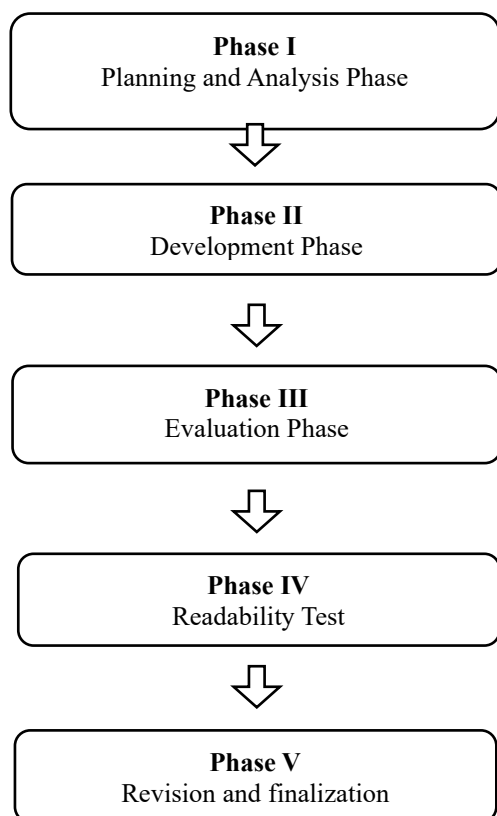 Phase I
Planning and Analysis Phase
Phase II
Development Phase
Phase III
Evaluation Phase
Phase IV
Readability Test
Phase V
Revision and finalization